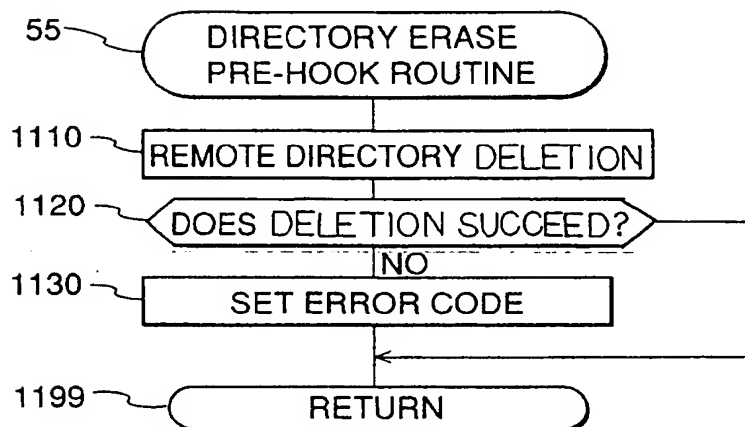 55
DIRECTORY ERASE
PRE-HOOK ROUTINE
1110
REMOTE DIRECTORY DELETION
1120
DOES DELETION SUCCEED?
NO
1130
SET ERROR CODE
1199
RETURN